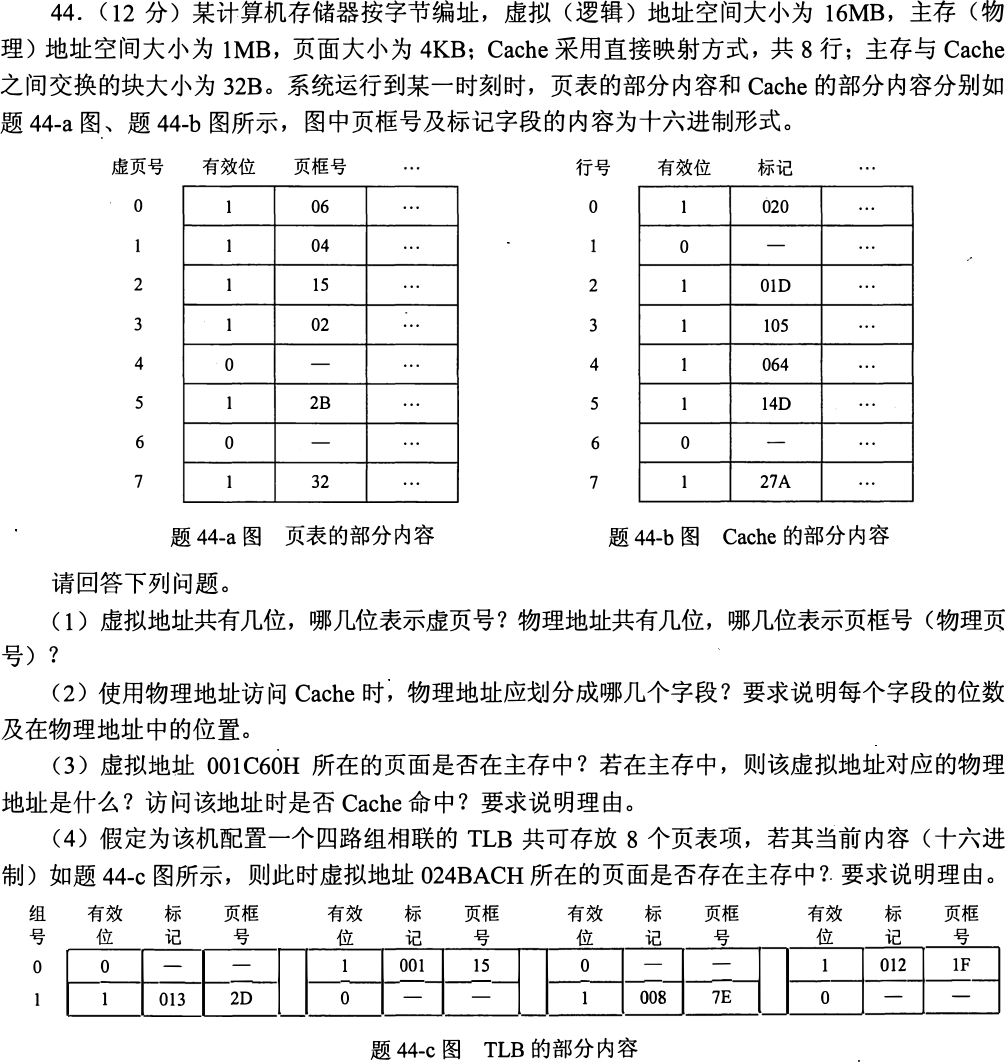 44.(12 分)某计算机存储器按字节编址，虚拟（逻辑）地址空间大小为 16MB，主存（物
理）地址空间大小为 1MB，页面大小为 4KB；Cache 采用直接映射方式，共 8 行；主存与 Cache
之间交换的块大小为 32B。系统运行到某一时刻时，页表的部分内容和 Cache 的部分内容分别如
题 44-a 图、题 44-b 图所示，图中页框号及标记字段的内容为十六进制形式。
虚页号 有效位 页框号 … 行号 有效位 标记 …
0 1 06 … 0 1 020 …
1 1 04 … 1 0 — …
2 1 15 … 2 1 01D …
3 1 02 … 3 1 105 …
4 0 — … 4 1 064 …
5 1 2B … 5 1 14D …
6 0 — … 6 0 — …
7 1 32 … 7 1 27A …
题 44-a 图 页表的部分内容 题 44-b 图 Cache 的部分内容
请回答下列问题。
（1）虚拟地址共有几位，哪几位表示虚页号？物理地址共有几位，哪几位表示页框号（物理页
号）？
（2）使用物理地址访问 Cache 时，物理地址应划分成哪几个字段？要求说明每个字段的位数
及在物理地址中的位置。
（3）虚拟地址 001C60H 所在的页面是否在主存中？若在主存中，则该虚拟地址对应的物理
地址是什么？访问该地址时是否 Cache 命中？要求说明理由。
（4）假定为该机配置一个四路组相联的 TLB 共可存放 8 个页表项，若其当前内容（十六进
制）如题 44-c 图所示，则此时虚拟地址 024BACH 所在的页面是否存在主存中？要求说明理由。
组 有效 标 页框 有效 标 页框 有效 标 页框 有效 标 页框
号 位 记 号 位 记 号 位 记 号 位 记 号
0 0 — — 1 001 15 0 — — 1 012 1F
1 1 013 2D 0 — — 1 008 7E 0 — —
题 44-c 图 TLB 的部分内容